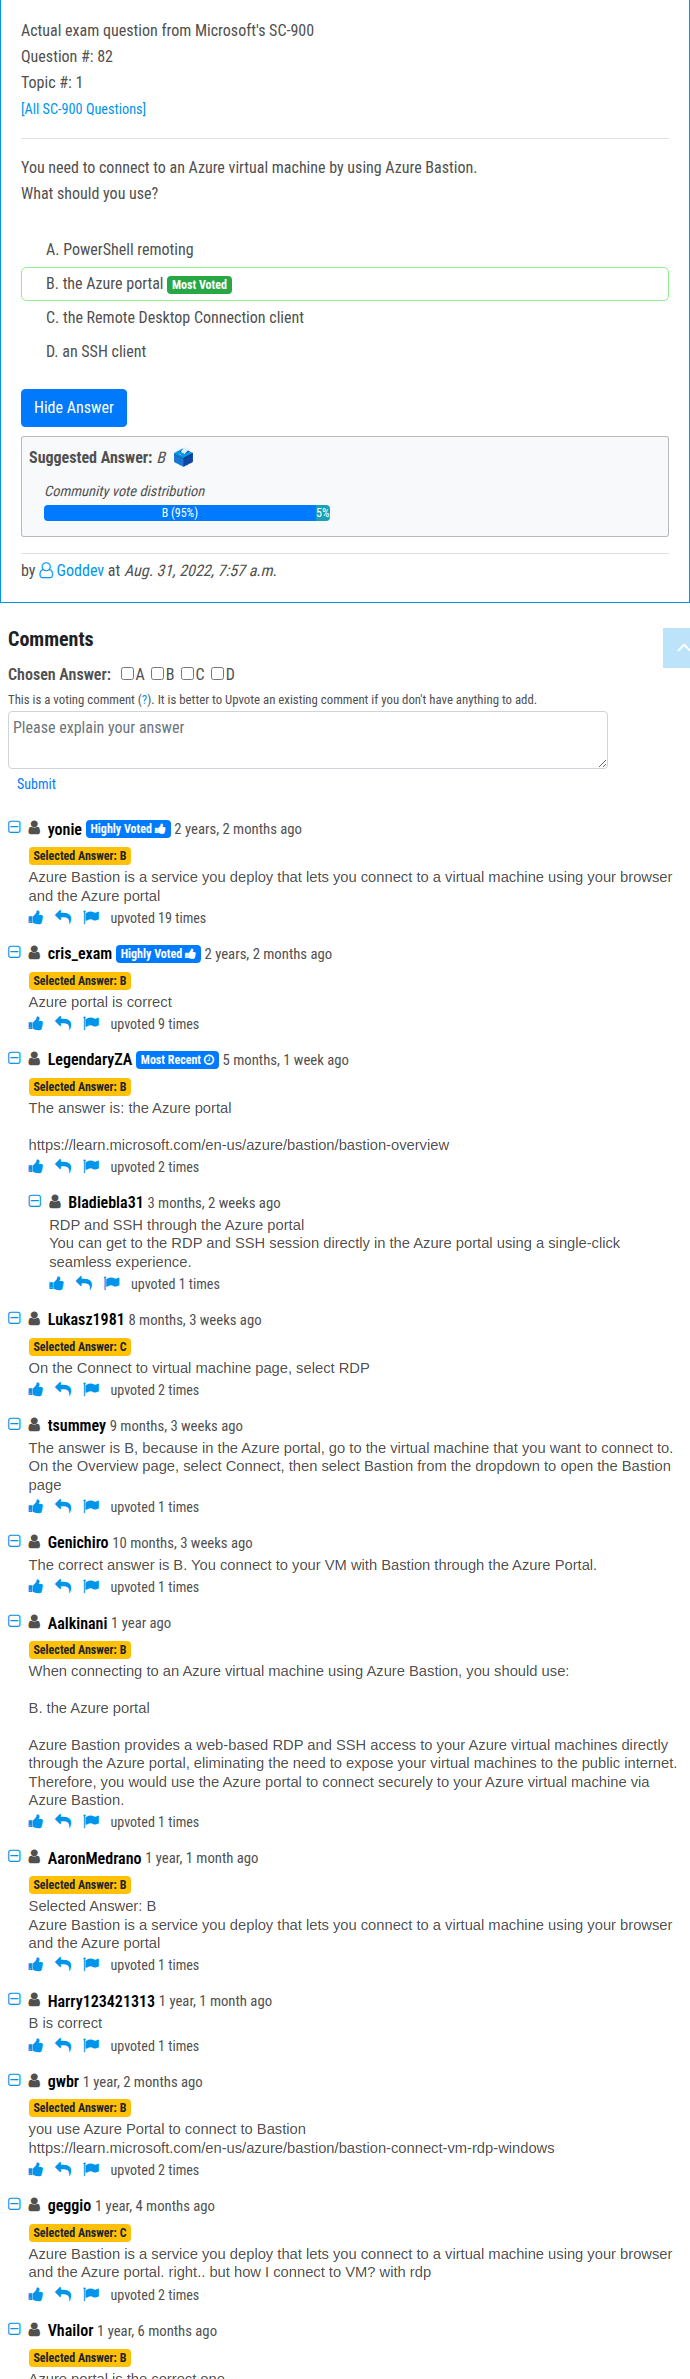 Actual exam question from Microsoft's SC-900
Question #: 82
Topic #: 1
[All SC-900 Questions]
You need to connect to an Azure virtual machine by using Azure Bastion.
What should you use?
A. PowerShell remoting
B. the Azure portal Most Voted
C. the Remote Desktop Connection client
D. an SSH client
Hide Answer
Suggested Answer: B
Community vote distribution
B (95%) 5%
by Goddev at Aug. 31, 2022, 7:57 a.m.
Comments
Chosen Answer: A B C D
This is a voting comment (?). It is better to Upvote an existing comment if you don't have anything to add.
Please explain your answer
Submit
yonie Highly Voted 2 years, 2 months ago
Selected Answer: B
Azure Bastion is a service you deploy that lets you connect to a virtual machine using your browser
and the Azure portal
upvoted 19 times
cris_exam Highly Voted 2 years, 2 months ago
Selected Answer: B
Azure portal is correct
upvoted 9 times
LegendaryZA Most Recent 5 months, 1 week ago
Selected Answer: B
The answer is: the Azure portal
https://learn.microsoft.com/en-us/azure/bastion/bastion-overview
upvoted 2 times
Bladiebla31 3 months, 2 weeks ago
RDP and SSH through the Azure portal
You can get to the RDP and SSH session directly in the Azure portal using a single-click
seamless experience.
upvoted 1 times
Lukasz1981 8 months, 3 weeks ago
Selected Answer: C
On the Connect to virtual machine page, select RDP
upvoted 2 times
tsummey 9 months, 3 weeks ago
The answer is B, because in the Azure portal, go to the virtual machine that you want to connect to.
On the Overview page, select Connect, then select Bastion from the dropdown to open the Bastion
page
upvoted 1 times
Genichiro 10 months, 3 weeks ago
The correct answer is B. You connect to your VM with Bastion through the Azure Portal.
upvoted 1 times
Aalkinani 1 year ago
Selected Answer: B
When connecting to an Azure virtual machine using Azure Bastion, you should use:
B. the Azure portal
Azure Bastion provides a web-based RDP and SSH access to your Azure virtual machines directly
through the Azure portal, eliminating the need to expose your virtual machines to the public internet.
Therefore, you would use the Azure portal to connect securely to your Azure virtual machine via
Azure Bastion.
upvoted 1 times
AaronMedrano 1 year, 1 month ago
Selected Answer: B
Selected Answer: B
Azure Bastion is a service you deploy that lets you connect to a virtual machine using your browser
and the Azure portal
upvoted 1 times
Harry123421313 1 year, 1 month ago
B is correct
upvoted 1 times
gwbr 1 year, 2 months ago
Selected Answer: B
you use Azure Portal to connect to Bastion
https://learn.microsoft.com/en-us/azure/bastion/bastion-connect-vm-rdp-windows
upvoted 2 times
geggio 1 year, 4 months ago
Selected Answer: C
Azure Bastion is a service you deploy that lets you connect to a virtual machine using your browser
and the Azure portal. right.. but how I connect to VM? with rdp
upvoted 2 times
Vhailor 1 year, 6 months ago
Selected Answer: B
Azure portal is the correct one